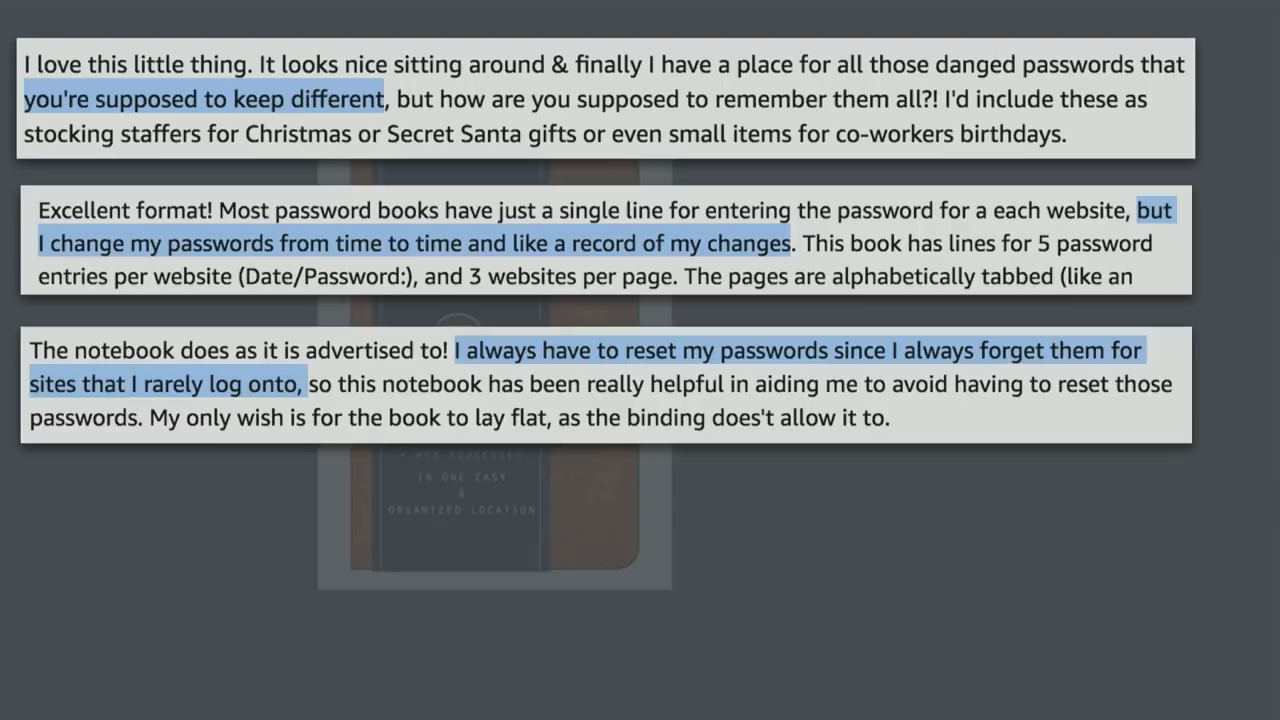 I love this little thing. It looks nice sitting around & finally I have a place for all those danged passwords that
you're supposed to keep different, but how are you supposed to remember them all?! I'd include these as
stocking staffers for Christmas or Secret Santa gifts or even small items for co-workers birthdays.
Excellent format! Most password books have just a single line for entering the password for a each website, but
I change my passwords from time to time and like a record of my changes. This book has lines for 5 password
entries per website (Date/Password:), and 3 websites per page. The pages are alphabetically tabbed (like an
The notebook does as it is advertised to! I always have to reset my passwords since I always forget them for
sites that I rarely log onto, so this notebook has been really helpful in aiding me to avoid having to reset those
passwords. My only wish is for the book to lay flat, as the binding does't allow it to.
• WEB ADDRESSES
IN ONE EASY
&
ORGANIZED LOCATION